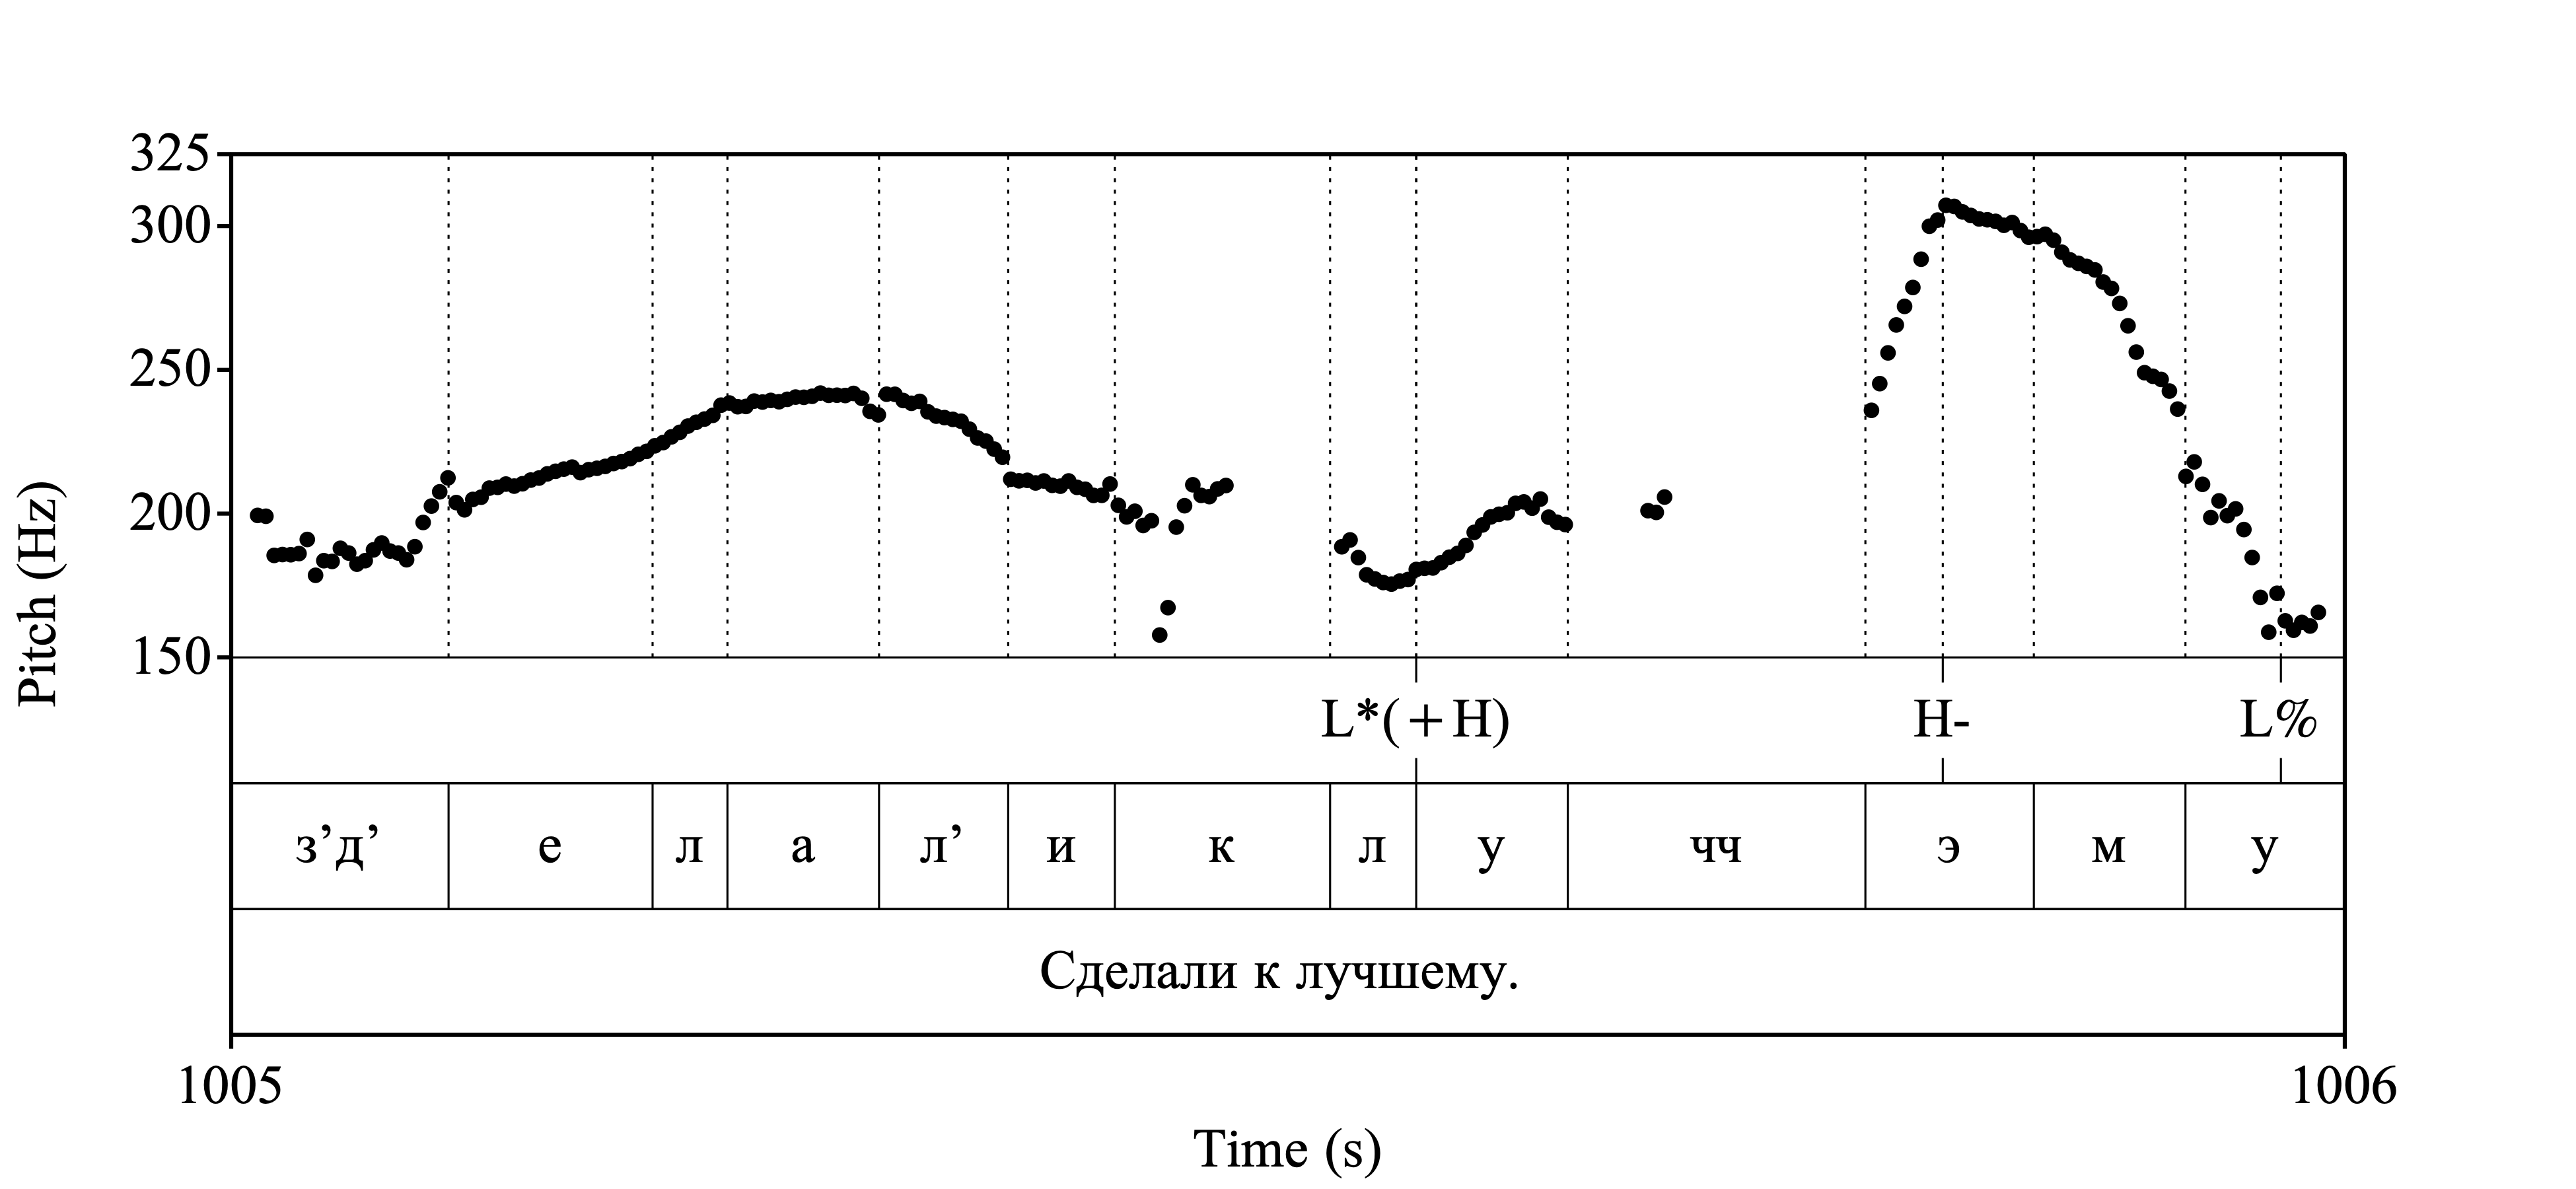 325
300
250
200
150
Pitch (Hz)
L*(+H) H- L%
з’д’ е л а л’ и к л у чч э м у
Сделали к лучшему.
1005 1006
Time (s)